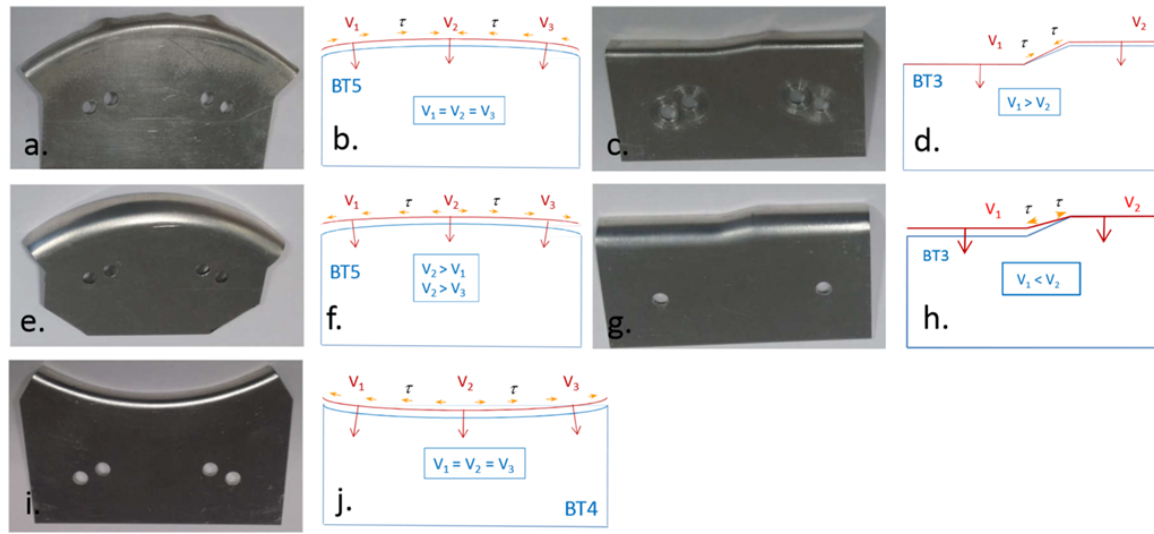 a.
V₁ τ V₂ τ V₃
BT5
V₁ = V₂ = V₃
b.
c.
V₁ τ τ V₂
BT3
V₁ > V₂
d.
e.
V₁ τ V₂ τ V₃
BT5
V₂ > V₁
V₂ > V₃
f.
g.
V₁ τ τ V₂
BT3
V₁ < V₂
h.
i.
V₁ τ V₂ τ V₃
V₁ = V₂ = V₃
j.
BT4